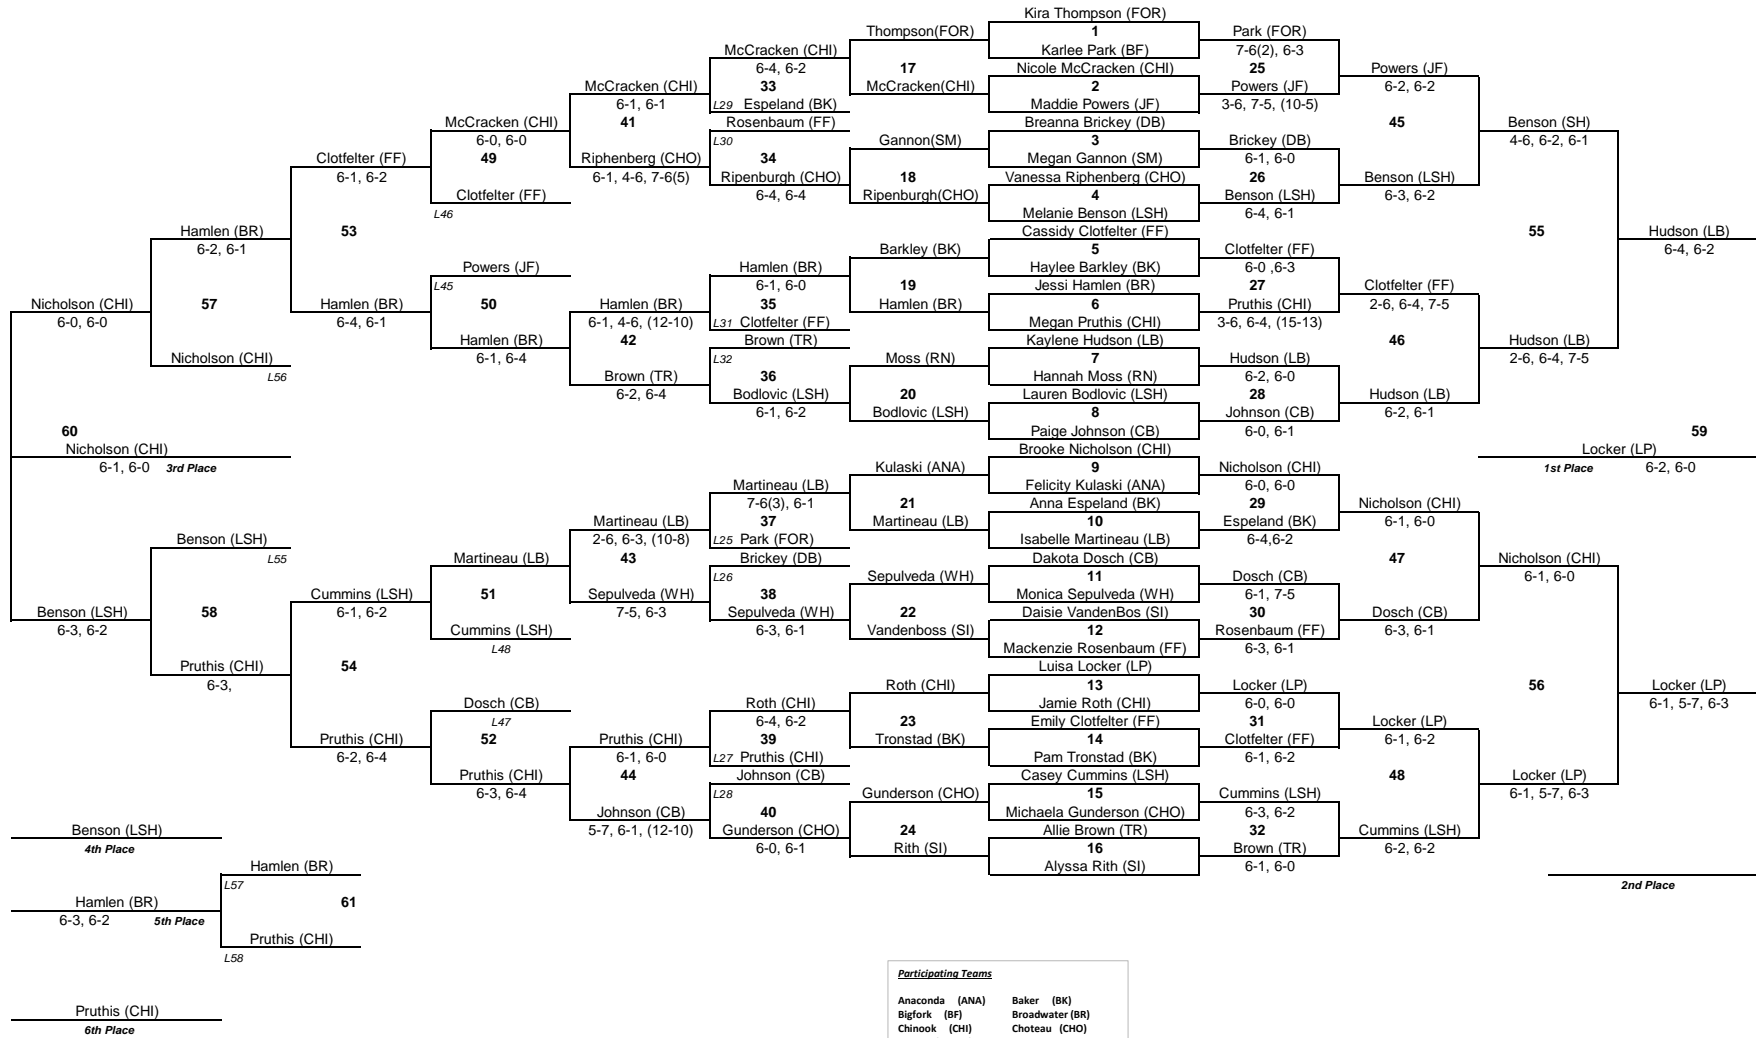 Kira Thompson (FOR)
Thompson(FOR)
1
Park (FOR)
McCracken (CHI)
Karlee Park (BF)
7-6(2), 6-3
6-4, 6-2
17
Nicole McCracken (CHI)
25
Powers (JF)
McCracken (CHI)
33
McCracken(CHI)
2
Powers (JF)
6-2, 6-2
6-1, 6-1
L29 Espeland (BK)
Maddie Powers (JF)
3-6, 7-5, (10-5)
McCracken (CHI)
41
Rosenbaum (FF)
Breanna Brickey (DB)
45
Benson (SH)
6-0, 6-0
L30
Gannon(SM)
3
Brickey (DB)
4-6, 6-2, 6-1
Clotfelter (FF)
49
Riphenberg (CHO)
34
Megan Gannon (SM)
6-1, 6-0
6-1, 6-2
6-1, 4-6, 7-6(5)
Ripenburgh (CHO)
18
Vanessa Riphenberg (CHO)
26
Benson (LSH)
Clotfelter (FF)
6-4, 6-4
Ripenburgh(CHO)
4
Benson (LSH)
6-3, 6-2
L46
Melanie Benson (LSH)
6-4, 6-1
Hamlen (BR)
53
Cassidy Clotfelter (FF)
55
Hudson (LB)
6-2, 6-1
Barkley (BK)
5
Clotfelter (FF)
6-4, 6-2
Powers (JF)
Hamlen (BR)
Haylee Barkley (BK)
6-0 ,6-3
L45
6-1, 6-0
19
Jessi Hamlen (BR)
27
Clotfelter (FF)
Nicholson (CHI)
57
Hamlen (BR)
50
Hamlen (BR)
35
Hamlen (BR)
6
Pruthis (CHI)
2-6, 6-4, 7-5
6-0, 6-0
6-4, 6-1
6-1, 4-6, (12-10)
L31 Clotfelter (FF)
Megan Pruthis (CHI)
3-6, 6-4, (15-13)
Hamlen (BR)
42
Brown (TR)
Kaylene Hudson (LB)
46
Hudson (LB)
Nicholson (CHI)
6-1, 6-4
L32
Moss (RN)
7
Hudson (LB)
2-6, 6-4, 7-5
L56
Brown (TR)
36
Hannah Moss (RN)
6-2, 6-0
6-2, 6-4
Bodlovic (LSH)
20
Lauren Bodlovic (LSH)
28
Hudson (LB)
6-1, 6-2
Bodlovic (LSH)
8
Johnson (CB)
6-2, 6-1
60
Paige Johnson (CB)
6-0, 6-1
59
Nicholson (CHI)
Brooke Nicholson (CHI)
Locker (LP)
6-1, 6-0 3rd Place
Kulaski (ANA)
9
Nicholson (CHI)
1st Place 6-2, 6-0
Martineau (LB)
Felicity Kulaski (ANA)
6-0, 6-0
7-6(3), 6-1
21
Anna Espeland (BK)
29
Nicholson (CHI)
Martineau (LB)
37
Martineau (LB)
10
Espeland (BK)
6-1, 6-0
Benson (LSH)
2-6, 6-3, (10-8)
L25 Park (FOR)
Isabelle Martineau (LB)
6-4,6-2
L55
Martineau (LB)
43
Brickey (DB)
Dakota Dosch (CB)
47
Nicholson (CHI)
L26
Sepulveda (WH)
11
Dosch (CB)
6-1, 6-0
Cummins (LSH)
51
Sepulveda (WH)
38
Monica Sepulveda (WH)
6-1, 7-5
Benson (LSH)
58
6-1, 6-2
7-5, 6-3
Sepulveda (WH)
22
Daisie VandenBos (SI)
30
Dosch (CB)
6-3, 6-2
Cummins (LSH)
6-3, 6-1
Vandenboss (SI)
12
Rosenbaum (FF)
6-3, 6-1
L48
Mackenzie Rosenbaum (FF)
6-3, 6-1
Pruthis (CHI)
54
Luisa Locker (LP)
56
Locker (LP)
6-3,
Roth (CHI)
13
Locker (LP)
6-1, 5-7, 6-3
Dosch (CB)
Roth (CHI)
Jamie Roth (CHI)
6-0, 6-0
L47
6-4, 6-2
23
Emily Clotfelter (FF)
31
Locker (LP)
Pruthis (CHI)
52
Pruthis (CHI)
39
Tronstad (BK)
14
Clotfelter (FF)
6-1, 6-2
6-2, 6-4
6-1, 6-0
L27 Pruthis (CHI)
Pam Tronstad (BK)
6-1, 6-2
Pruthis (CHI)
44
Johnson (CB)
Casey Cummins (LSH)
48
Locker (LP)
6-3, 6-4
L28
Gunderson (CHO)
15
Cummins (LSH)
6-1, 5-7, 6-3
Johnson (CB)
40
Michaela Gunderson (CHO)
6-3, 6-2
Benson (LSH)
5-7, 6-1, (12-10)
Gunderson (CHO)
24
Allie Brown (TR)
32
Cummins (LSH)
4th Place
6-0, 6-1
Rith (SI)
16
Brown (TR)
6-2, 6-2
Hamlen (BR)
Alyssa Rith (SI)
6-1, 6-0
L57
2nd Place
Hamlen (BR)
61
6-3, 6-2 5th Place
Pruthis (CHI)
L58
Participating Teams
Anaconda (ANA) Baker (BK)
Bigfork (BF) Broadwater (BR)
Chinook (CHI) Choteau (CHO)
Pruthis (CHI)
6th Place